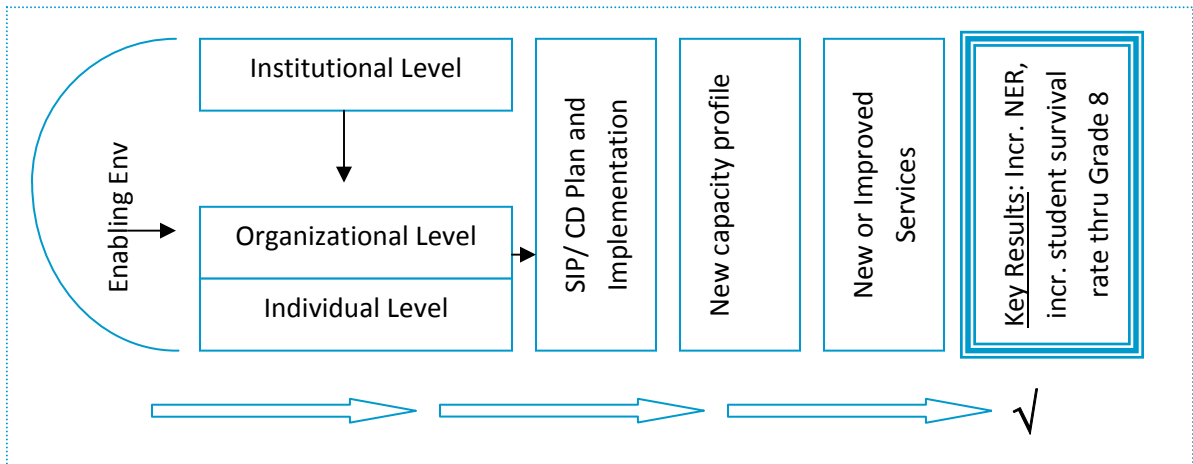 Enabling Env
Institutional Level
Organizational Level
Individual Level
SIP/ CD Plan and
Implementation
New capacity profile
New or Improved
Services
Key Results: Incr. NER,
incr. student survival
rate thru Grade 8
√